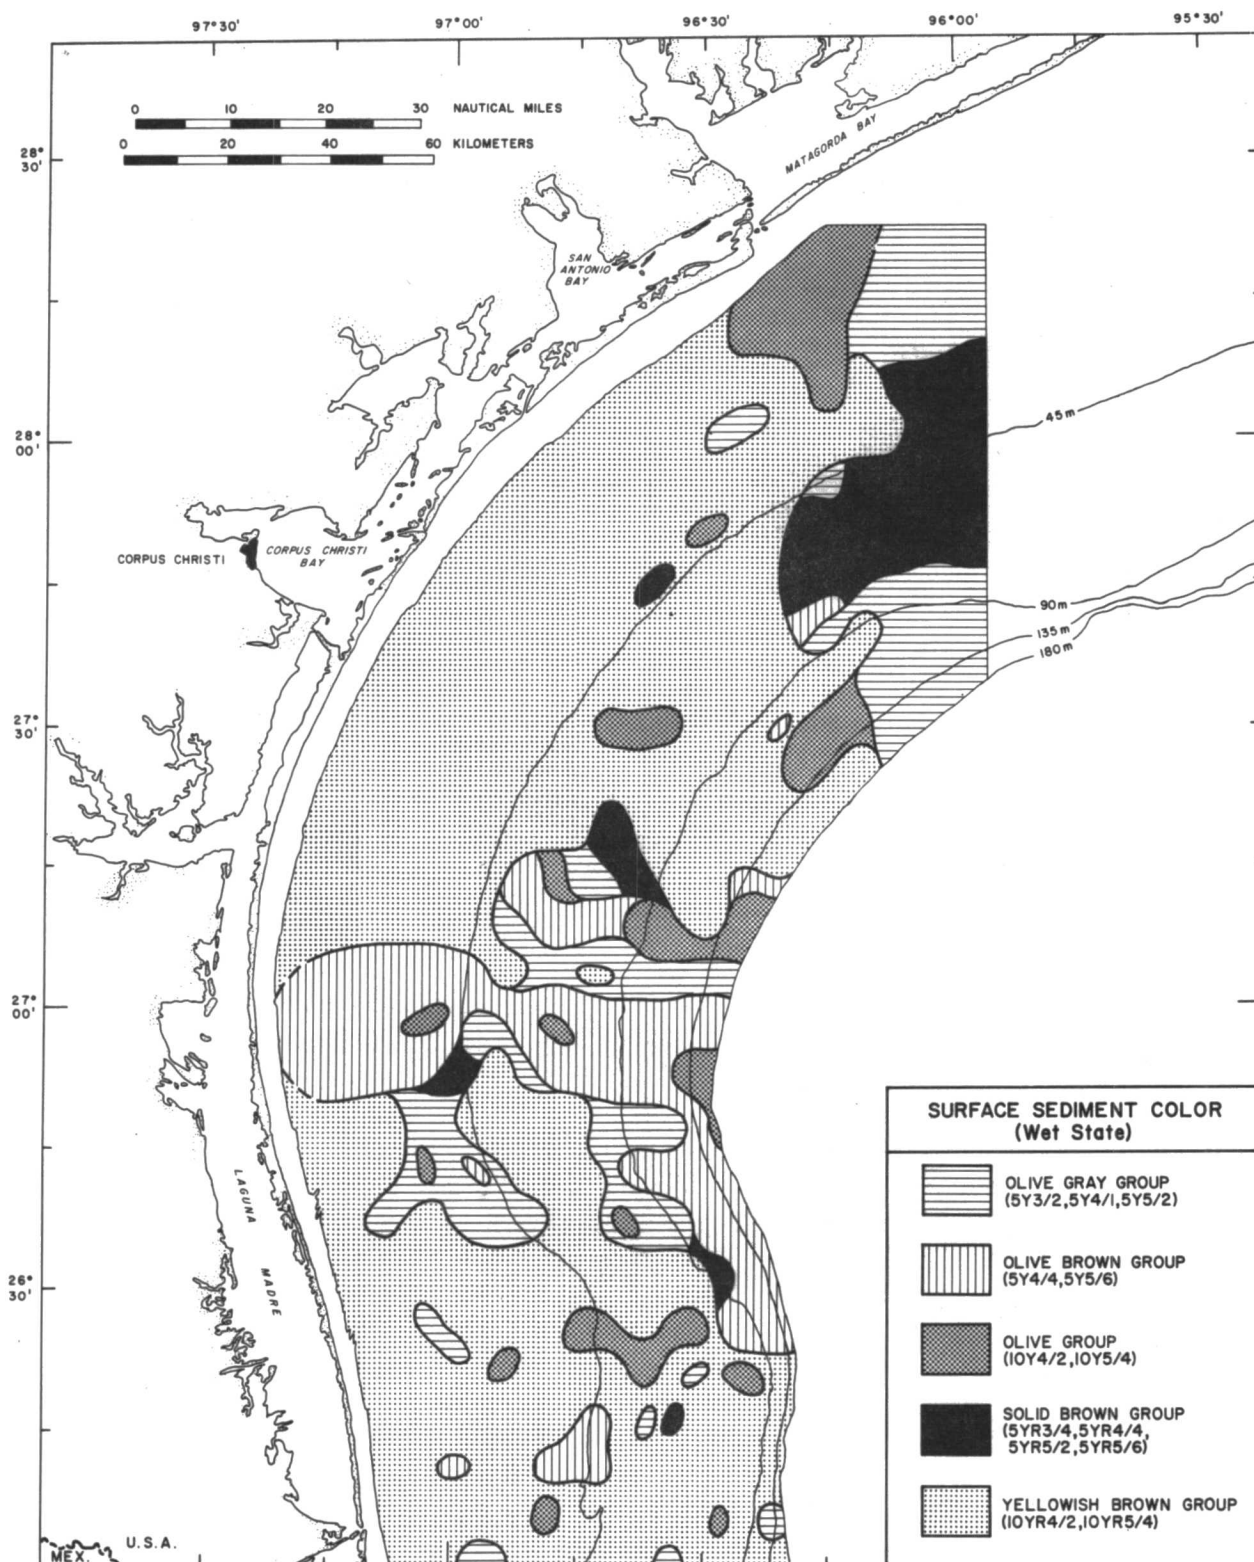 97°30' 97°00' 96°30' 96°00' 95°30'
0 10 20 30 NAUTICAL MILES
0 20 40 60 KILOMETERS
28°
30'
MATAGORDA BAY
SAN
ANTONIO
BAY
45m
28°
00'
CORPUS CHRISTI
CORPUS CHRISTI
BAY
90m
135m
180m
27°
30'
27°
00'
LAGUNA
MADRE
26°
30'
U.S.A.
MEX.
SURFACE SEDIMENT COLOR
(Wet State)
OLIVE GRAY GROUP
(5Y3/2,5Y4/1,5Y5/2)
OLIVE BROWN GROUP
(5Y4/4,5Y5/6)
OLIVE GROUP
(10Y4/2,10Y5/4)
SOLID BROWN GROUP
(5YR3/4,5YR4/4,
5YR5/2,5YR5/6)
YELLOWISH BROWN GROUP
(10YR4/2,10YR5/4)